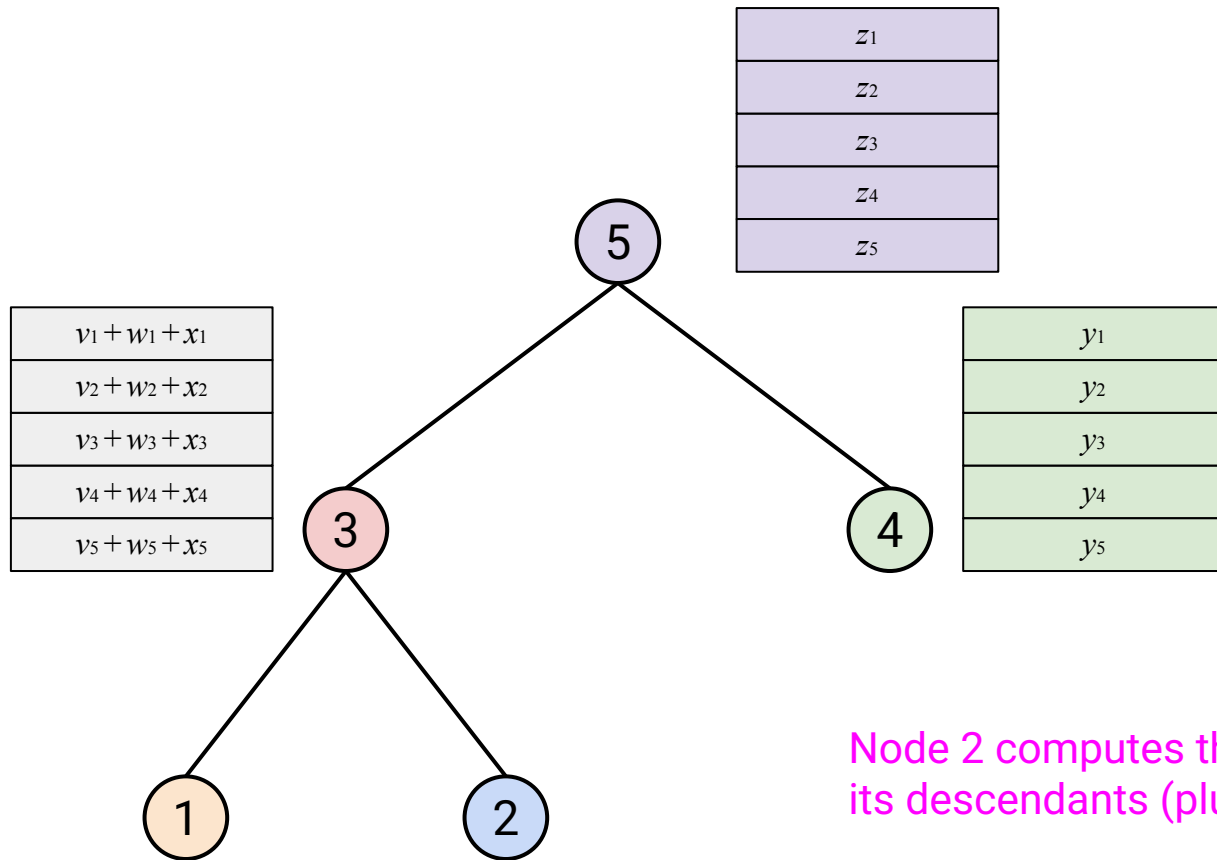 z1
z2
z3
z4
z5
5
v1+w1+x1
v2+w2+x2
v3+w3+x3
v4+w4+x4
v5+w5+x5
y1
y2
y3
y4
y5
3
4
Node 2 computes
its descendants
1
2